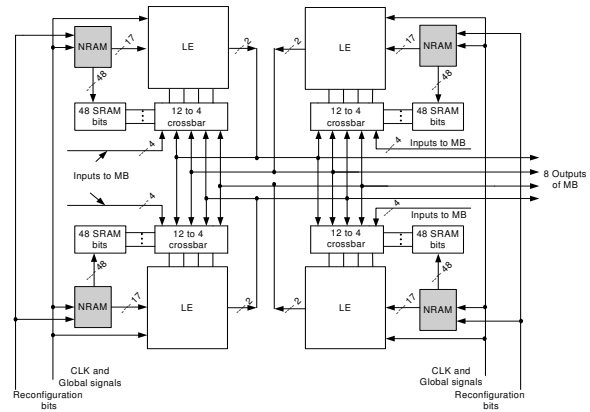 LE
2
2
LE
NRAM
17
17
NRAM
48
48
48 SRAM
bits
12 to 4
crossbar
12 to 4
crossbar
48 SRAM
bits
4
4
Inputs to MB
Inputs to MB
8 Outputs
of MB
4
4
Inputs to MB
48 SRAM
bits
12 to 4
crossbar
12 to 4
crossbar
48 SRAM
bits
48
48
NRAM
17
LE
2
2
LE
17
NRAM
CLK and
Global signals
Reconfiguration
bits
CLK and
Global signals
Reconfiguration
bits